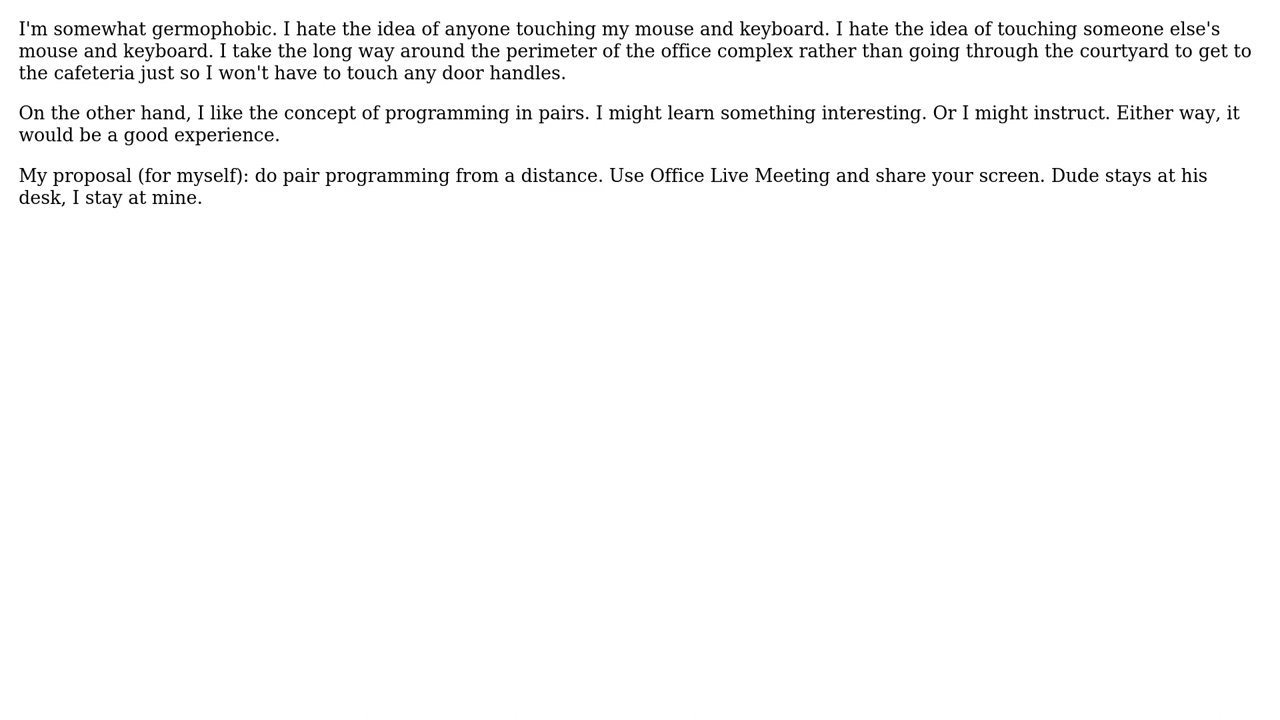 I'm somewhat germophobic. I hate the idea of anyone touching my mouse and keyboard. I hate the idea of touching someone else's
mouse and keyboard. I take the long way around the perimeter of the office complex rather than going through the courtyard to get to
the cafeteria just so I won't have to touch any door handles.
On the other hand, I like the concept of programming in pairs. I might learn something interesting. Or I might instruct. Either way, it
would be a good experience.
My proposal (for myself): do pair programming from a distance. Use Office Live Meeting and share your screen. Dude stays at his
desk, I stay at mine.